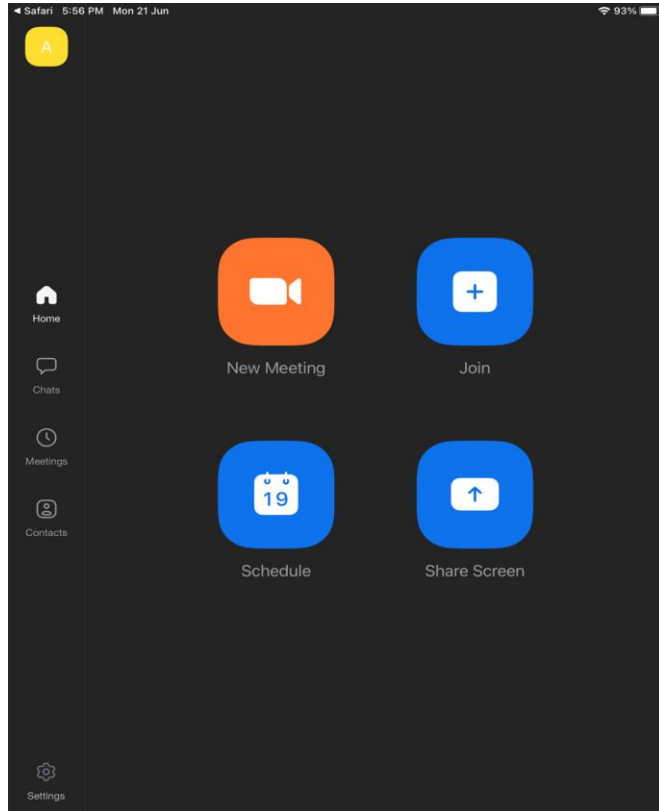 ◀ Safari 5:56 PM Mon 21 Jun 93%
A
Home
Chats
Meetings
Contacts
Settings
New Meeting
Join
19
Schedule
Share Screen